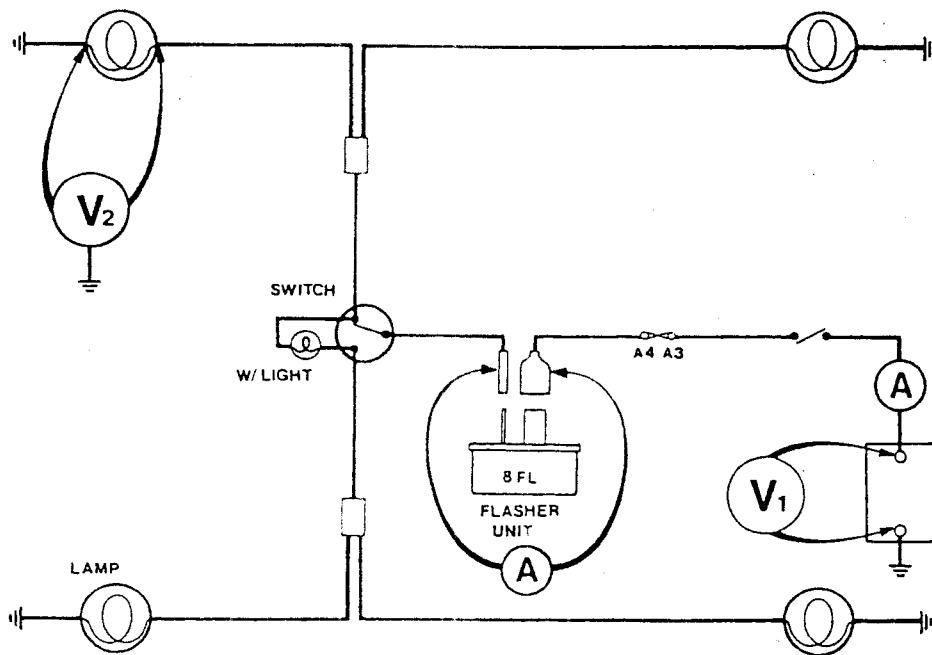 V2
SWITCH
W/ LIGHT
A4 A3
A
8 FL
FLASHER
UNIT
V1
A
LAMP